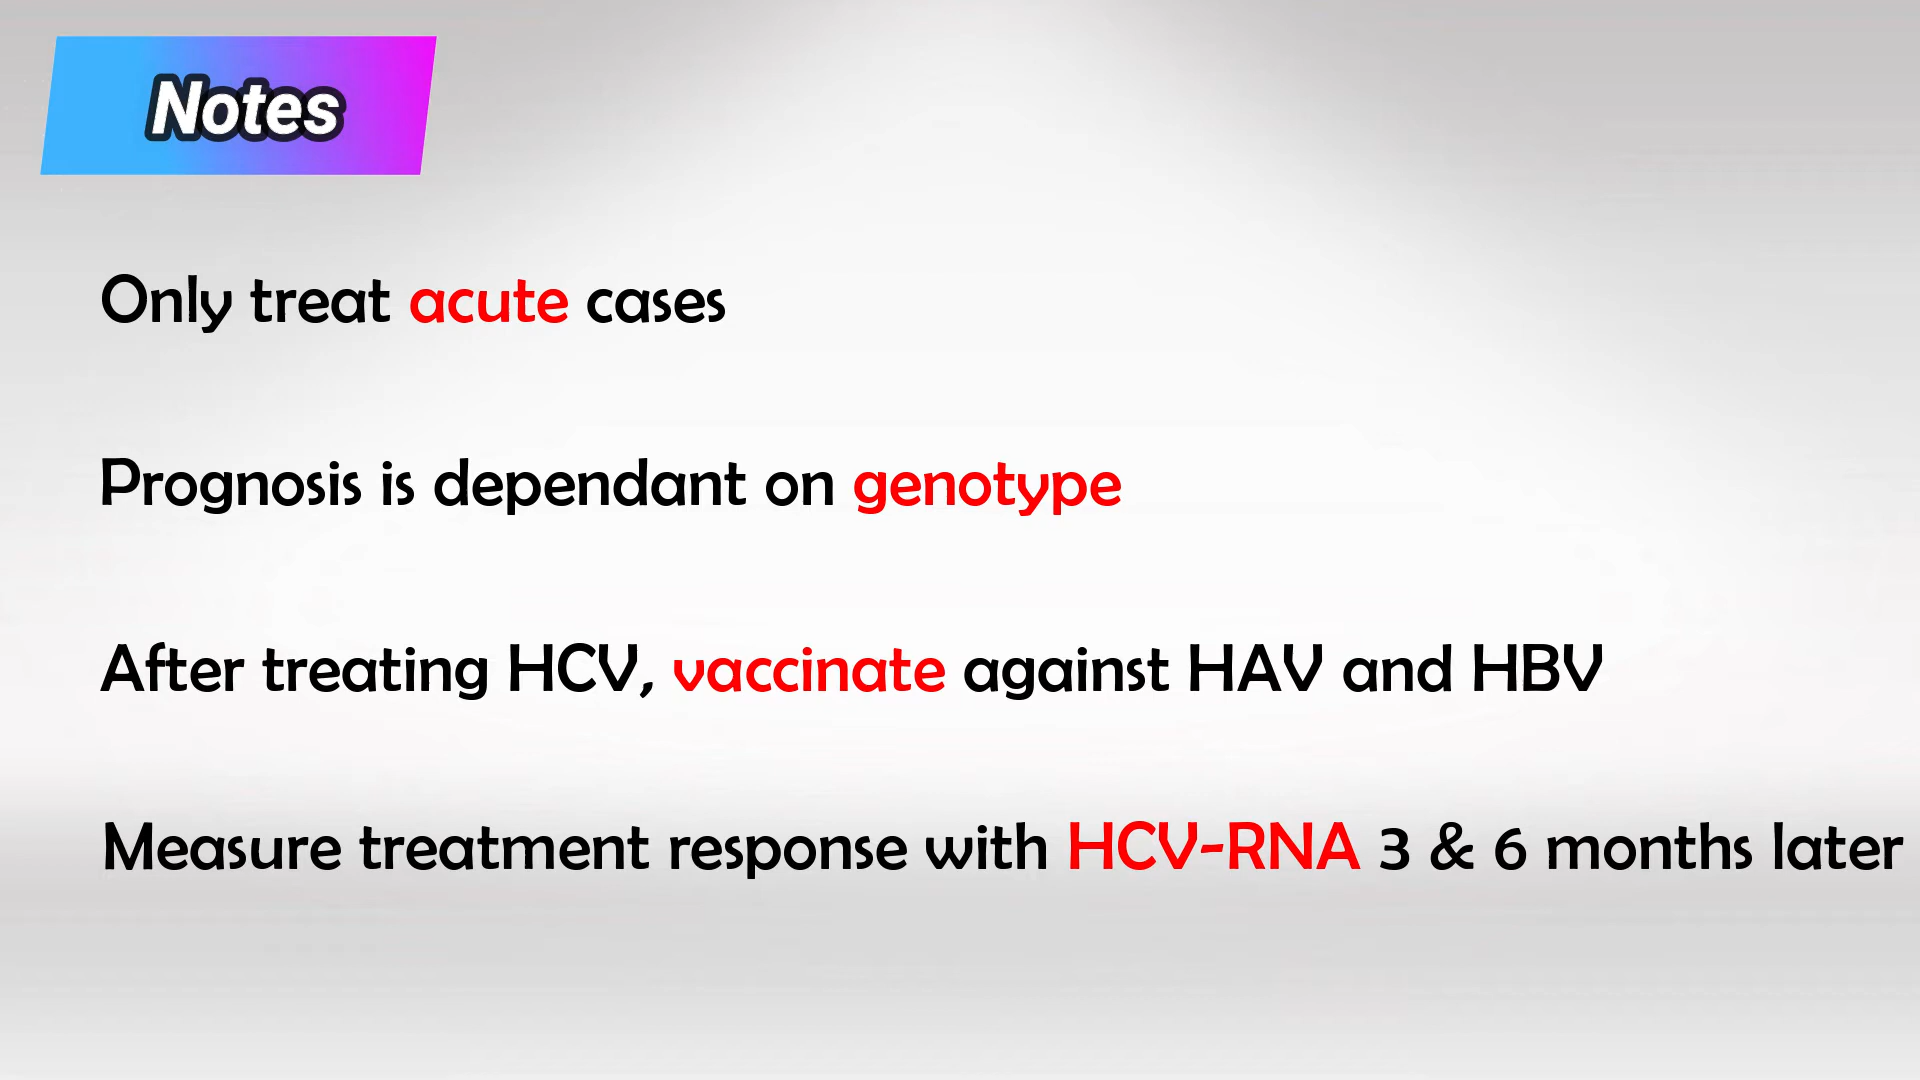 Notes
Only treat acute cases
Prognosis is dependant on genotype
After treating HCV, vaccinate against HAV and HBV
Measure treatment response with HCV-RNA 3 & 6 months later